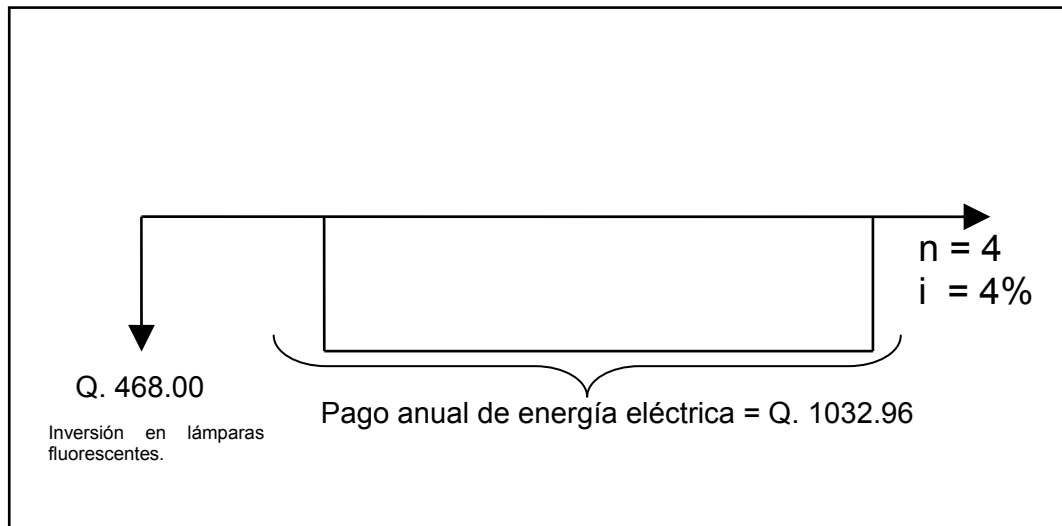 n = 4
i = 4%
Q. 468.00
Pago anual de energía eléctrica = Q. 1032.96
Inversión en lámparas
fluorescentes.